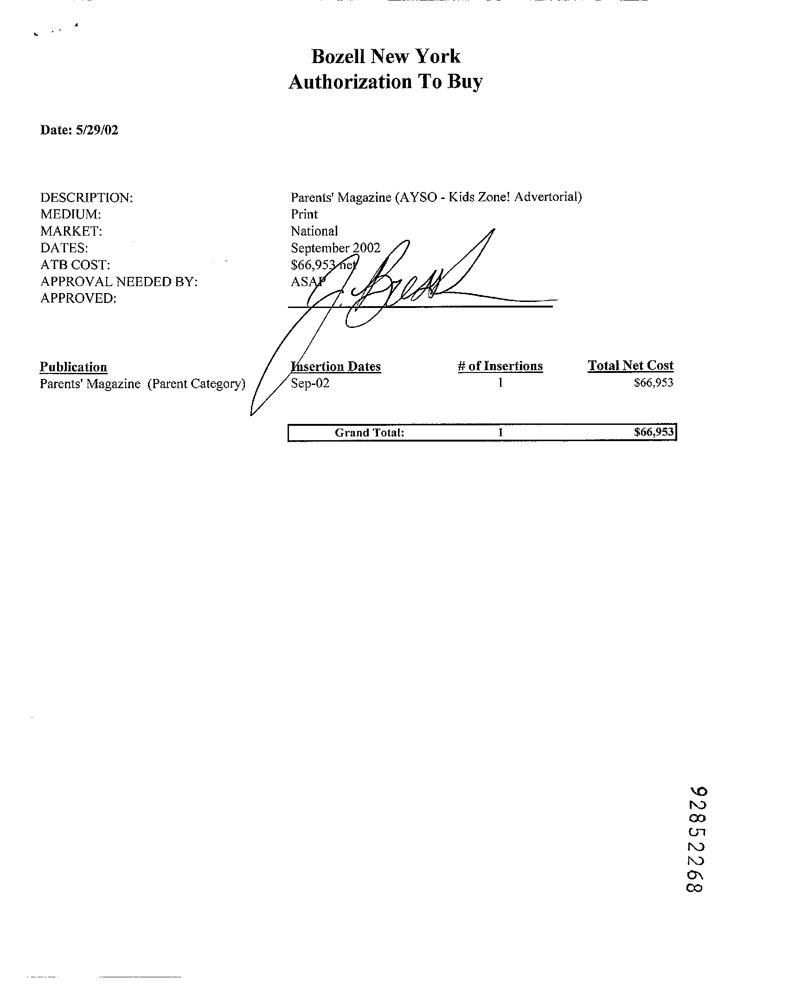 Bozell New York
Authorization To Buy
Date: 5/29/02
DESCRIPTION: Parents' Magazine (AYSO - Kids Zone! Advertorial)
MEDIUM: Print
MARKET: National
DATES: September 2002
ATB COST: $66,953 net
APPROVAL NEEDED BY: ASAP
APPROVED:
Publication Insertion Dates # of Insertions Total Net Cost
Parents' Magazine (Parent Category) Sep-02 1 $66,953
Grand Total: 1 $66,953
92852268